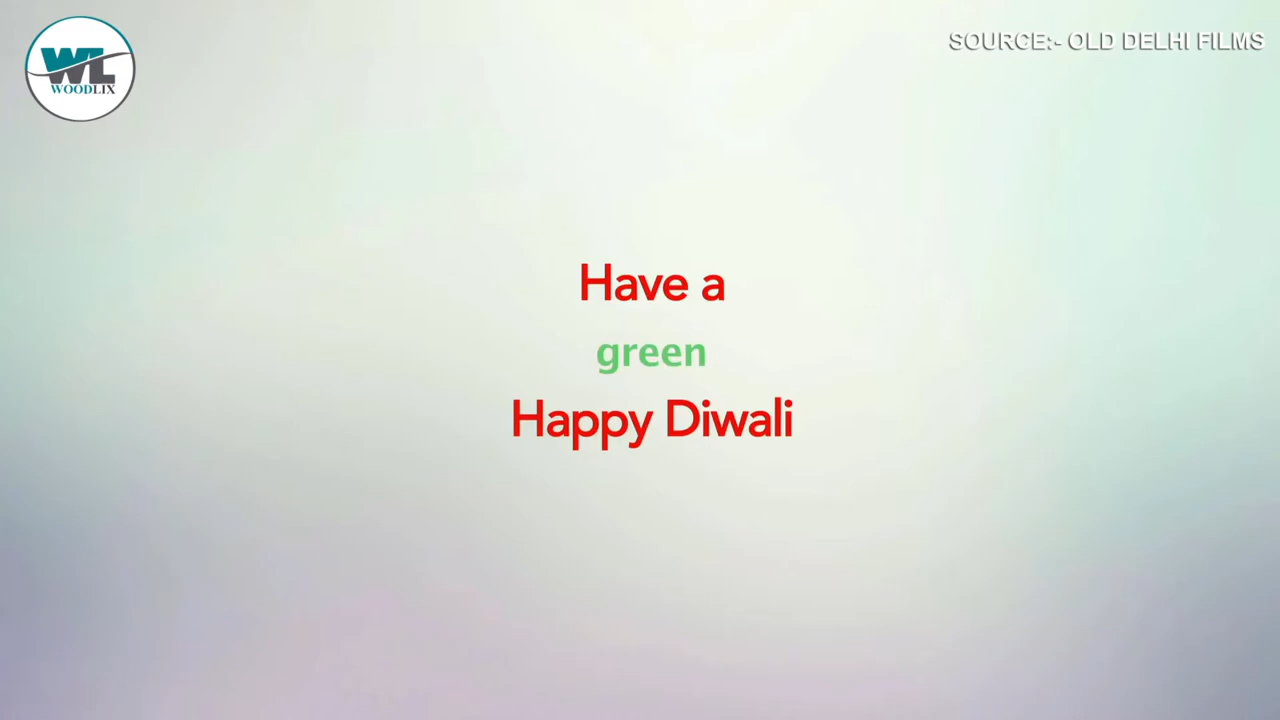 WL
WOODLIX
SOURCE:- OLD DELHI FILMS
Have a
green
Happy Diwali